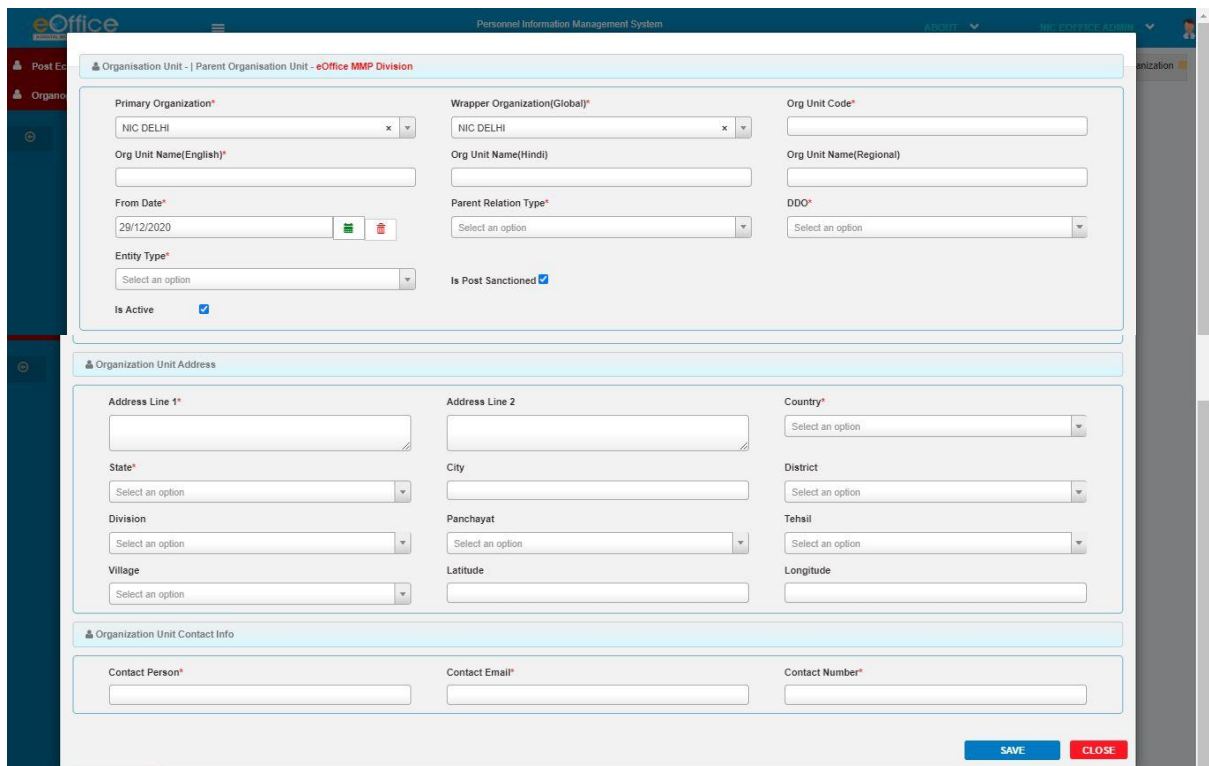 eOffice
Personnel Information Management System
ABOUT NIC EOFFICE ADMIN
Post Ec
Organisation Unit - | Parent Organisation Unit - eOffice MMP Division
anization
Organo
Primary Organization* Wrapper Organization(Global)* Org Unit Code*
NIC DELHI × NIC DELHI ×
Org Unit Name(English)* Org Unit Name(Hindi) Org Unit Name(Regional)
From Date* Parent Relation Type* DDO*
29/12/2020 Select an option Select an option
Entity Type*
Select an option Is Post Sanctioned
Is Active
Organization Unit Address
Address Line 1* Address Line 2 Country*
Select an option
State* City District
Select an option Select an option
Division Panchayat Tehsil
Select an option Select an option Select an option
Village Latitude Longitude
Select an option
Organization Unit Contact Info
Contact Person* Contact Email* Contact Number*
SAVE CLOSE